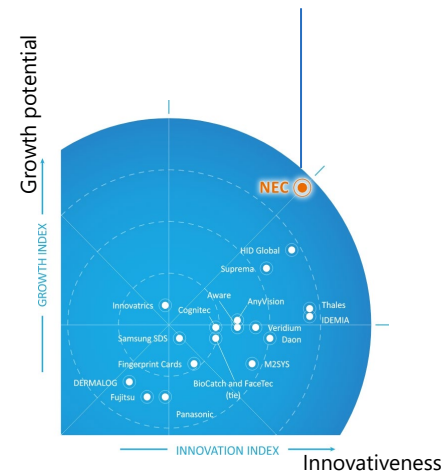 Growth potential
GROWTH INDEX
NEC
HID Global
Suprema
Aware
AnyVision
Innovatrics
Cognitec
Thales
IDEMIA
Veridium
Samsung SDS
Daon
Fingerprint Cards
M2SYS
DERMALOG
BioCatch and FaceTec
(tie)
Fujitsu
Panasonic
INNOVATION INDEX
Innovativeness